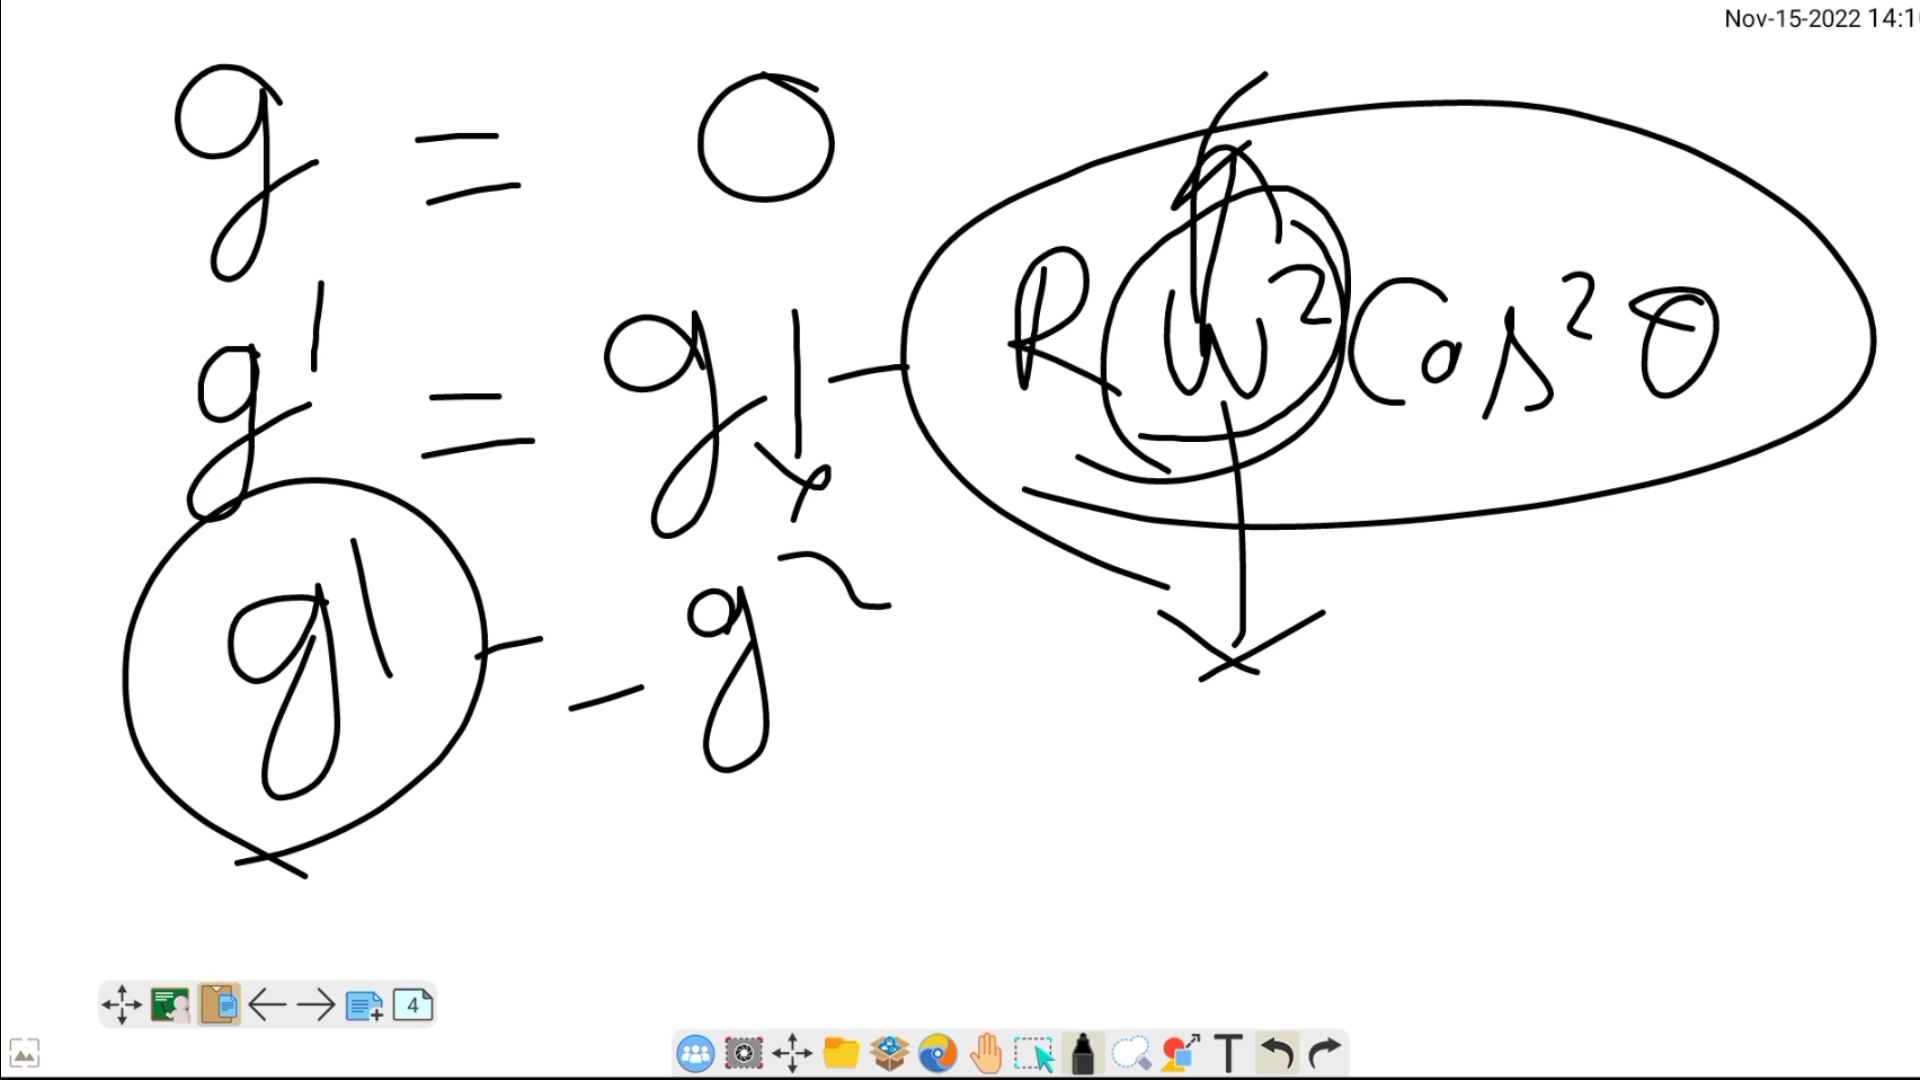 Nov-15-2022 14:1
g = 0
g' = g - Rω²Cos²θ
g' - - g
4
T